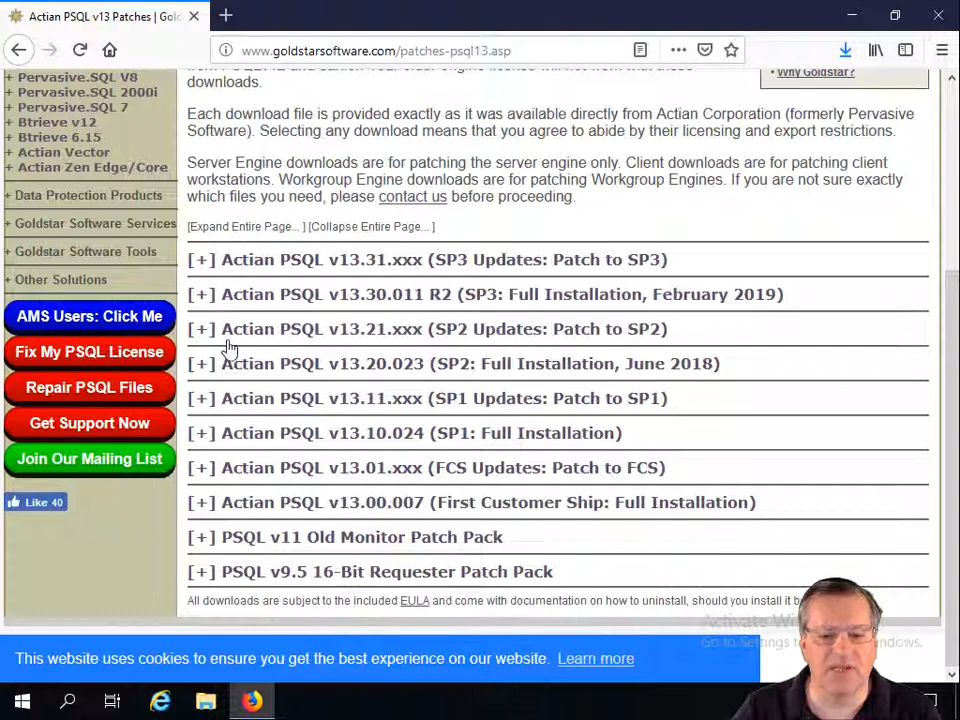 Actian PSQL v13 Patches | Gold
www.goldstarsoftware.com/patches-psql13.asp
+ Pervasive.SQL V8
+ Pervasive.SQL 2000i
+ Pervasive.SQL 7
+ Btrieve v12
+ Btrieve 6.15
+ Actian Vector
+ Actian Zen Edge/Core
+ Data Protection Products
+ Goldstar Software Services
+ Goldstar Software Tools
+ Other Solutions
AMS Users: Click Me
Fix My PSQL License
Repair PSQL Files
Get Support Now
Join Our Mailing List
Like 40
• Why Goldstar?
downloads.
Each download file is provided exactly as it was available directly from Actian Corporation (formerly Pervasive
Software). Selecting any download means that you agree to abide by their licensing and export restrictions.
Server Engine downloads are for patching the server engine only. Client downloads are for patching client
workstations. Workgroup Engine downloads are for patching Workgroup Engines. If you are not sure exactly
which files you need, please contact us before proceeding.
[Expand Entire Page... ] [Collapse Entire Page... ]
[+] Actian PSQL v13.31.xxx (SP3 Updates: Patch to SP3)
[+] Actian PSQL v13.30.011 R2 (SP3: Full Installation, February 2019)
[+] Actian PSQL v13.21.xxx (SP2 Updates: Patch to SP2)
[+] Actian PSQL v13.20.023 (SP2: Full Installation, June 2018)
[+] Actian PSQL v13.11.xxx (SP1 Updates: Patch to SP1)
[+] Actian PSQL v13.10.024 (SP1: Full Installation)
[+] Actian PSQL v13.01.xxx (FCS Updates: Patch to FCS)
[+] Actian PSQL v13.00.007 (First Customer Ship: Full Installation)
[+] PSQL v11 Old Monitor Patch Pack
[+] PSQL v9.5 16-Bit Requester Patch Pack
All downloads are subject to the included EULA and come with documentation on how to uninstall, should you install it b
Activate Wi
Go to Settings to ndows.
This website uses cookies to ensure you get the best experience on our website. Learn more